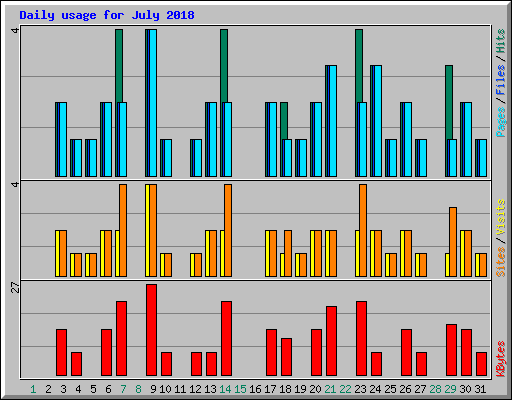 Daily usage for July 2018
4
Pages / Files / Hits
4
Sites / Visits
27
KBytes
1 2 3 4 5 6 7 8 9 10 11 12 13 14 15 16 17 18 19 20 21 22 23 24 25 26 27 28 29 30 31